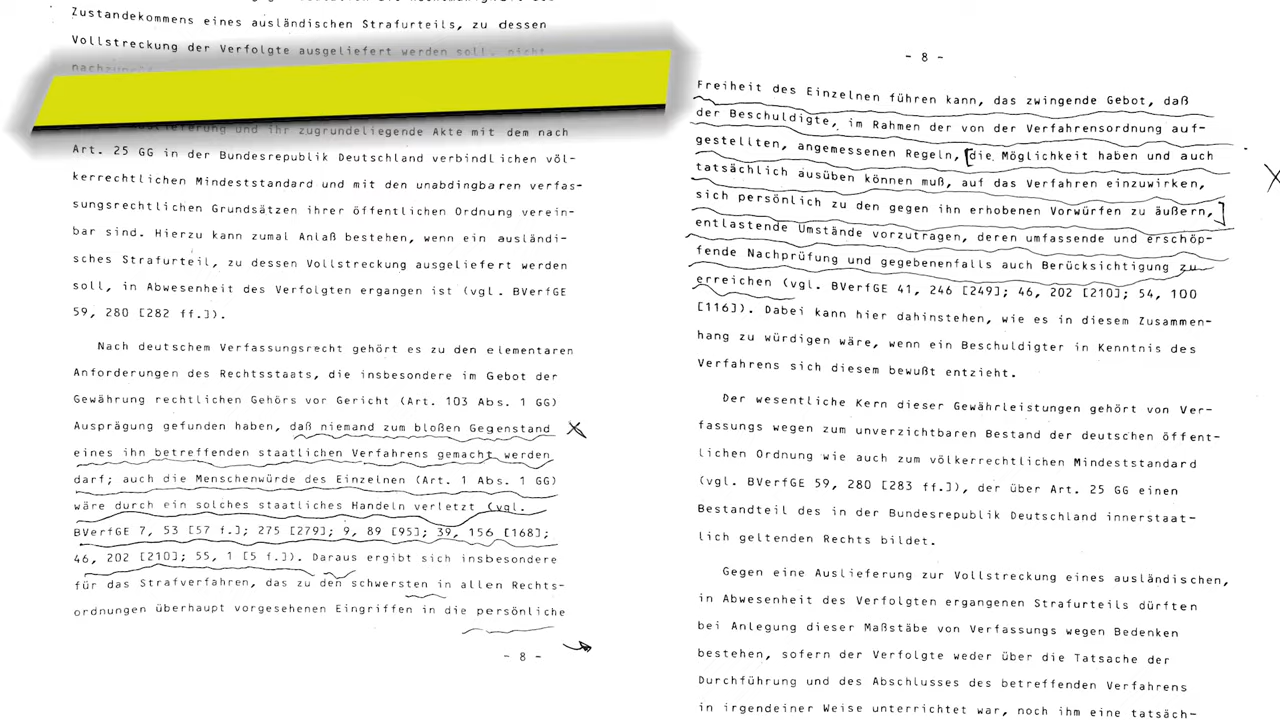 Zustandekommens eines ausländischen Strafurteils, zu dessen
Vollstreckung der Verfolgte ausgeliefert werden soll, nicht
und ihr zugrundeliegende Akte mit dem nach
Art. 25 GG in der Bundesrepublik Deutschland verbindlichen völ-
kerrechtlichen Mindeststandard und mit den unabdingbaren verfas-
sungsrechtlichen Grundsätzen ihrer öffentlichen Ordnung verein-
bar sind. Hierzu kann zumal Anlaß bestehen, wenn ein ausländi-
sches Strafurteil, zu dessen Vollstreckung ausgeliefert werden
soll, in Abwesenheit des Verfolgten ergangen ist (vgl. BVerfGE
59, 280 [282 ff.]).
Nach deutschem Verfassungsrecht gehört es zu den elementaren
Anforderungen des Rechtsstaats, die insbesondere im Gebot der
Gewährung rechtlichen Gehörs vor Gericht (Art. 103 Abs. 1 GG)
Ausprägung gefunden haben, daß niemand zum bloßen Gegenstand
eines ihn betreffenden staatlichen Verfahrens gemacht werden
darf; auch die Menschenwürde des Einzelnen (Art. 1 Abs. 1 GG)
wäre durch ein solches staatliches Handeln verletzt (vgl.
BVerfGE 7, 53 [57 f.]; 275 [279]; 9, 89 [95]; 39, 156 [168];
46, 202 [210]; 55, 1 [5 f.]). Daraus ergibt sich insbesondere
für das Strafverfahren, das zu den schwersten in allen Rechts-
ordnungen überhaupt vorgesehenen Eingriffen in die persönliche
- 8 -
- 8 -
Freiheit des Einzelnen führen kann, das zwingende Gebot, daß
der Beschuldigte, im Rahmen der von der Verfahrensordnung auf-
gestellten, angemessenen Regeln, [die Möglichkeit haben und auch
tatsächlich ausüben können muß, auf das Verfahren einzuwirken,
sich persönlich zu den gegen ihn erhobenen Vorwürfen zu äußern,]
entlastende Umstände vorzutragen, deren umfassende und erschöp-
fende Nachprüfung und gegebenenfalls auch Berücksichtigung zu
erreichen (vgl. BVerfGE 41, 246 [249]; 46, 202 [210]; 54, 100
[116]). Dabei kann hier dahinstehen, wie es in diesem Zusammen-
hang zu würdigen wäre, wenn ein Beschuldigter in Kenntnis des
Verfahrens sich diesem bewußt entzieht.
Der wesentliche Kern dieser Gewährleistungen gehört von Ver-
fassungs wegen zum unverzichtbaren Bestand der deutschen öffent-
lichen Ordnung wie auch zum völkerrechtlichen Mindeststandard
(vgl. BVerfGE 59, 280 [283 ff.]), der über Art. 25 GG einen
Bestandteil des in der Bundesrepublik Deutschland innerstaat-
lich geltenden Rechts bildet.
Gegen eine Auslieferung zur Vollstreckung eines ausländischen,
in Abwesenheit des Verfolgten ergangenen Strafurteils dürften
bei Anlegung dieser Maßstäbe von Verfassungs wegen Bedenken
bestehen, sofern der Verfolgte weder über die Tatsache der
Durchführung und des Abschlusses des betreffenden Verfahrens
in irgendeiner Weise unterrichtet war, noch ihm eine tatsäch-